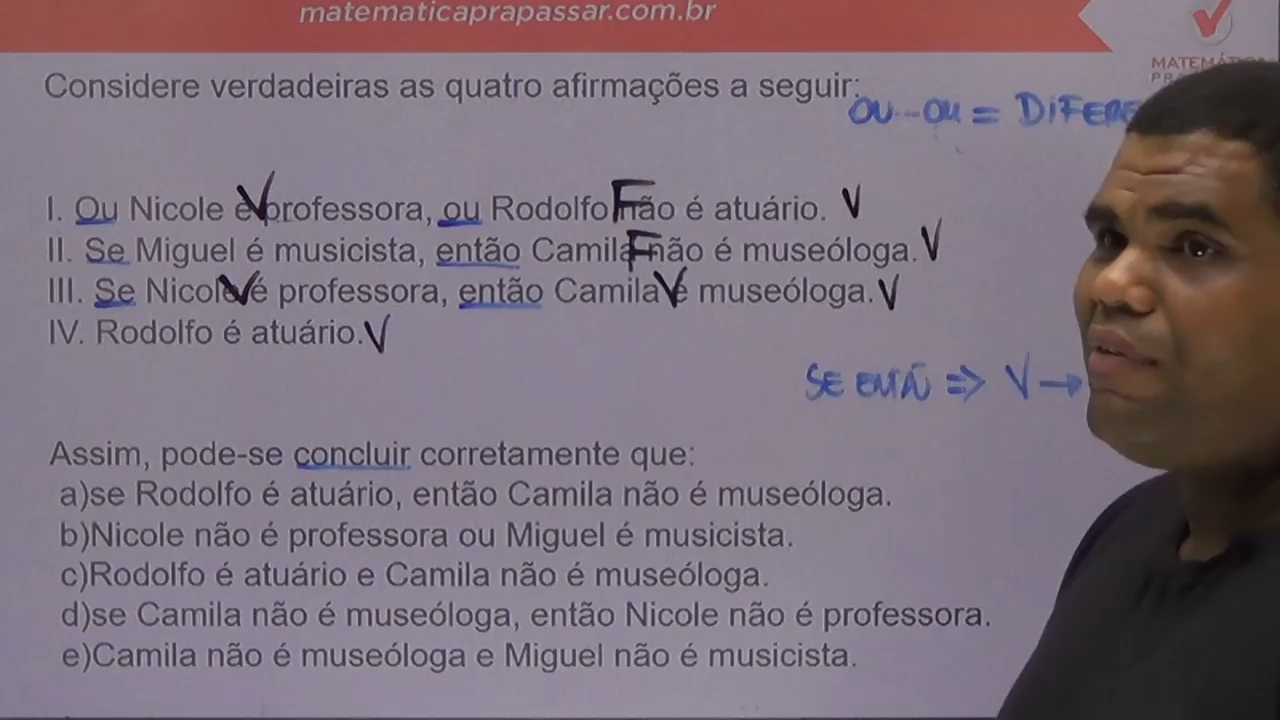 matematicaprapassar.com.br
MATEMÁTICA
Considere verdadeiras as quatro afirmações a seguir:
OU...OU =
V F V
I. Ou Nicole é professora, ou Rodolfo não é atuário.
F V
II. Se Miguel é musicista, então Camila não é museóloga.
V V V
III. Se Nicole é professora, então Camila é museóloga.
IV. Rodolfo é atuário. V
SE ENTÃO => V →
Assim, pode-se concluir corretamente que:
a)se Rodolfo é atuário, então Camila não é museóloga.
b)Nicole não é professora ou Miguel é musicista.
c)Rodolfo é atuário e Camila não é museóloga.
d)se Camila não é museóloga, então Nicole não é professora.
e)Camila não é museóloga e Miguel não é musicista.